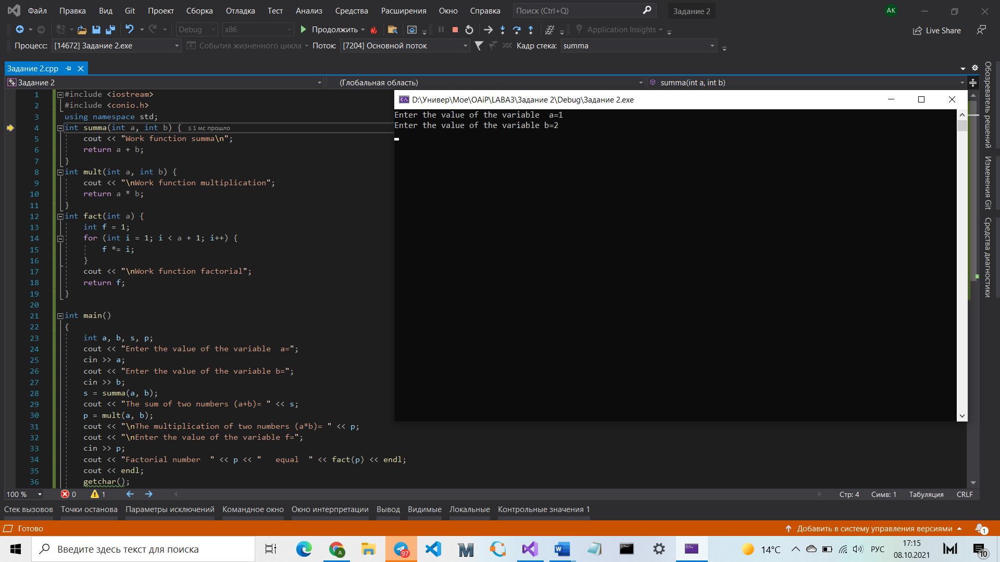 Файл Правка Вид Git Проект Сборка Отладка Тест Анализ Средства Расширения Окно Справка Поиск (Ctrl+Q) Задание 2 AK
Debug x86 Продолжить Application Insights Live Share
Процесс: [14672] Задание 2.exe События жизненного цикла Поток: [7204] Основной поток Кадр стека: summa
Задание 2.cpp
Задание 2 (Глобальная область) summa(int a, int b)
1 #include <iostream>
2 #include <conio.h>
3 using namespace std;
4 int summa(int a, int b) { ≤ 1 мс прошло
5 cout << "Work function summa\n";
6 return a + b;
7 }
8 int mult(int a, int b) {
9 cout << "\nWork function multiplication";
10 return a * b;
11 }
12 int fact(int a) {
13 int f = 1;
14 for (int i = 1; i < a + 1; i++) {
15 f *= i;
16 }
17 cout << "\nWork function factorial";
18 return f;
19 }
20
21 int main()
22 {
23 int a, b, s, p;
24 cout << "Enter the value of the variable  a=";
25 cin >> a;
26 cout << "Enter the value of the variable b=";
27 cin >> b;
28 s = summa(a, b);
29 cout << "The sum of two numbers (a+b)= " << s;
30 p = mult(a, b);
31 cout << "\nThe multiplication of two numbers (a*b)= " << p;
32 cout << "\nEnter the value of the variable f=";
33 cin >> p;
34 cout << "Factorial number  " << p << "   equal  " << fact(p) << endl;
35 cout << endl;
36 getchar();
D:\Универ\Мое\OAiP\LABA3\Задание 2\Debug\Задание 2.exe
Enter the value of the variable  a=1
Enter the value of the variable b=2
Обозреватель решений
Изменения Git
Средства диагностики
100 % 0 1 Стр: 4 Симв: 1 Табуляция CRLF
Стек вызовов Точки останова Параметры исключений Командное окно Окно интерпретации Вывод Видимые Локальные Контрольные значения 1
Готово Добавить в систему управления версиями 1
Введите здесь текст для поиска 97 14°C РУС 17:15
08.10.2021 10